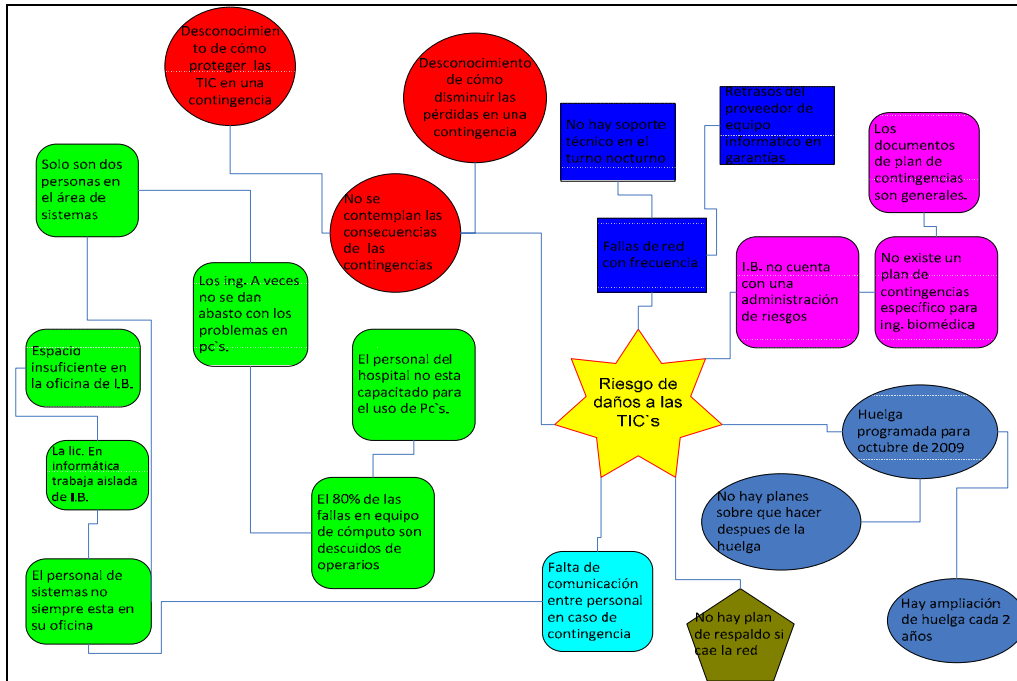 Desconocimien
to de cómo
proteger las
TIC en una
contingencia
Desconocimiento
de cómo
disminuir las
pérdidas en una
contingencia
No hay soporte
técnico en el
turno nocturno
Retrasos del
proveedor de
equipo
informático en
garantías
Los
documentos
de plan de
contingencias
son generales.
Solo son dos
personas en
el área de
sistemas
No se
contemplan las
consecuencias
de las
contingencias
Fallas de red
con frecuencia
I.B. no cuenta
con una
administración
de riesgos
No existe un
plan de
contingencias
específico para
ing. biomédica
Los ing. A veces
no se dan
abasto con los
problemas en
pc`s.
Espacio
insuficiente en
la oficina de I.B.
El personal del
hospital no esta
capacitado para
el uso de Pc`s.
Riesgo de
daños a las
TIC`s
Huelga
programada para
octubre de 2009
La lic. En
informática
trabaja aislada
de I.B.
El 80% de las
fallas en equipo
de cómputo son
descuidos de
operarios
No hay planes
sobre que hacer
despues de la
huelga
El personal de
sistemas no
siempre esta en
su oficina
Falta de
comunicación
entre personal
en caso de
contingencia
No hay plan
de respaldo si
cae la red
Hay ampliación
de huelga cada 2
años